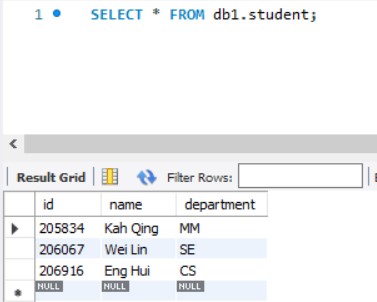 1 SELECT * FROM db1.student;
Result Grid Filter Rows:
id name department
205834 Kah Qing MM
206067 Wei Lin SE
206916 Eng Hui CS
NULL NULL NULL